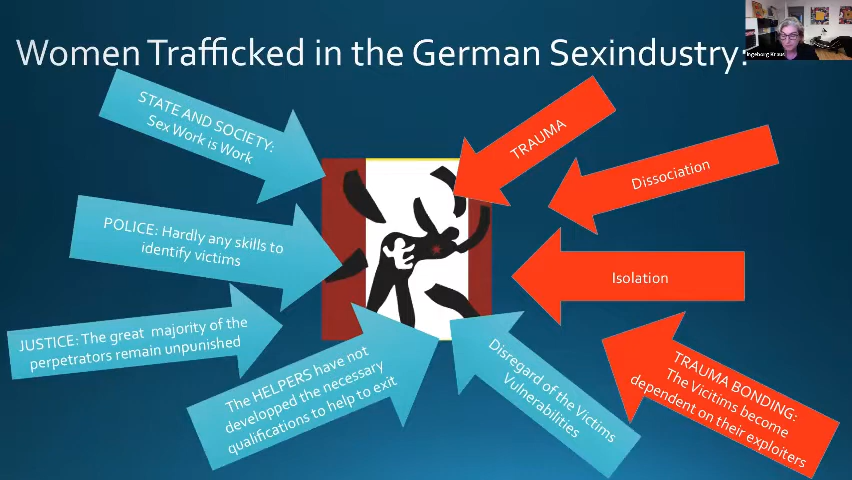 Women Trafficked in the German Sexindustry:
Ingeborg Kraus
STATE AND SOCIETY:
Sex Work is Work
TRAUMA
Dissociation
POLICE: Hardly any skills to
identify victims
Isolation
JUSTICE: The great majority of the
perpetrators remain unpunished
The HELPERS have not
developped the necessary
qualifications to help to exit
Disregard of the Victims
Vulnerabilities
TRAUMA BONDING:
The Vicitims become
dependent on their exploiters